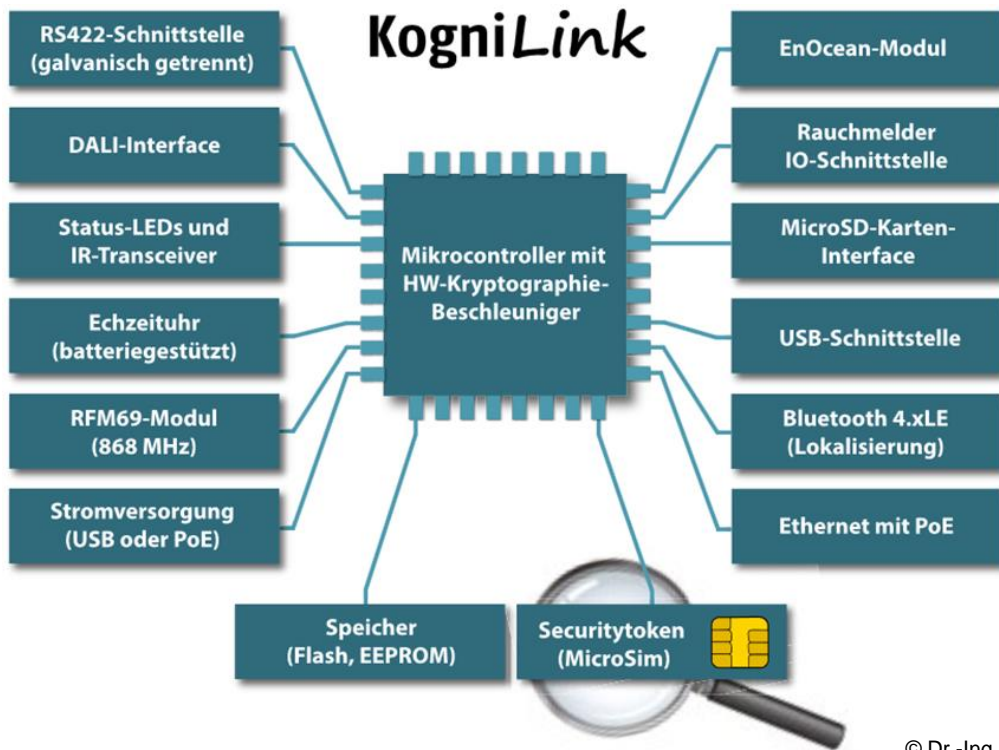 KogniLink
RS422-Schnittstelle
(galvanisch getrennt)
DALI-Interface
Status-LEDs und
IR-Transceiver
Echzeituhr
(batteriegestützt)
RFM69-Modul
(868 MHz)
Stromversorgung
(USB oder PoE)
Mikrocontroller mit
HW-Kryptographie-
Beschleuniger
EnOcean-Modul
Rauchmelder
IO-Schnittstelle
MicroSD-Karten-
Interface
USB-Schnittstelle
Bluetooth 4.xLE
(Lokalisierung)
Ethernet mit PoE
Speicher
(Flash, EEPROM)
Securitytoken
(MicroSim)
© Dr.-Ing